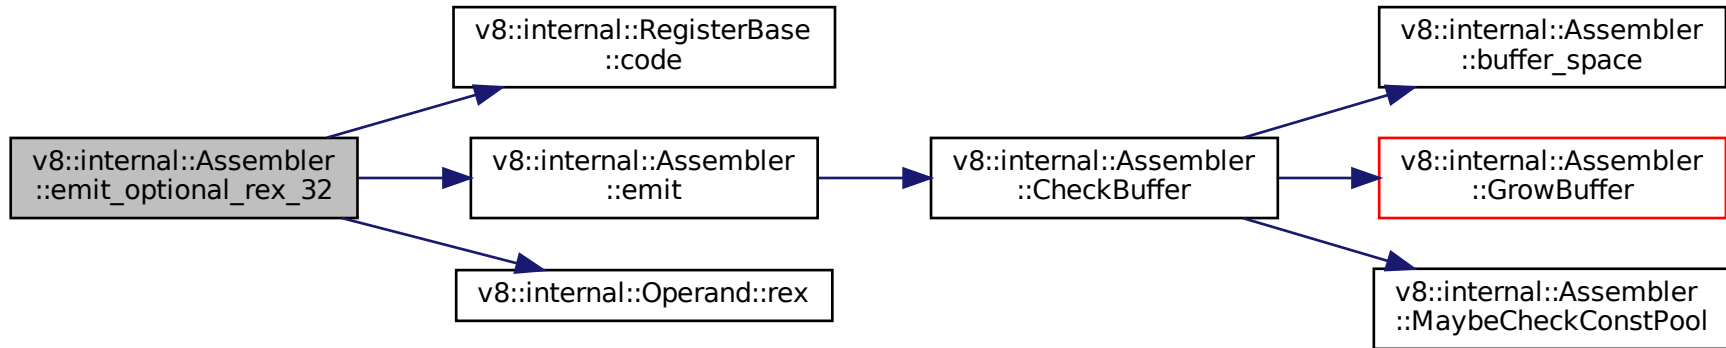 v8::internal::Assembler
::emit_optional_rex_32
v8::internal::RegisterBase
::code
v8::internal::Assembler
::emit
v8::internal::Operand::rex
v8::internal::Assembler
::CheckBuffer
v8::internal::Assembler
::buffer_space
v8::internal::Assembler
::GrowBuffer
v8::internal::Assembler
::MaybeCheckConstPool